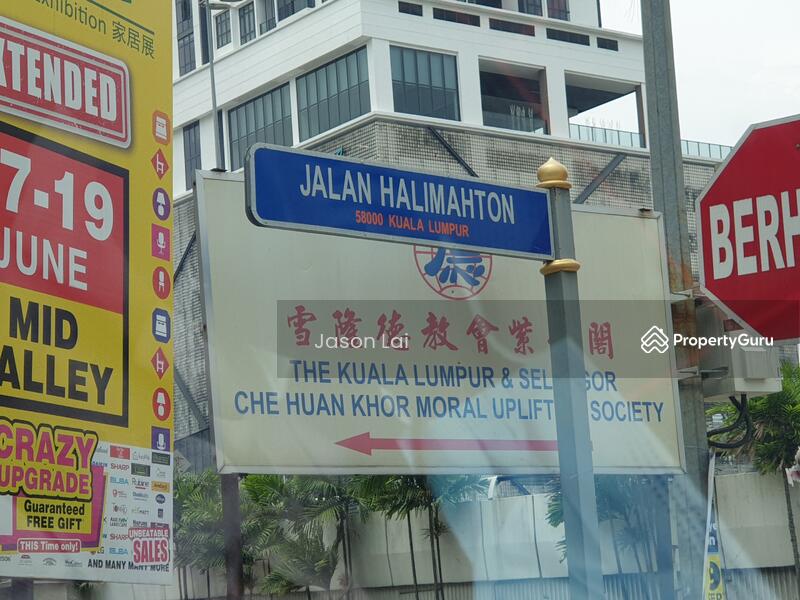 Exhibition 家居展
XTENDED
7-19
JUNE
MID
ALLEY
CRAZY
UPGRADE
Guaranteed
FREE GIFT
This Time only!
UNBEATABLE
SALES
AND MANY MANY MORE
JALAN HALIMAHTON
58000 KUALA LUMPUR
雪隆德教會紫 閣
THE KUALA LUMPUR & SEL GOR
CHE HUAN KHOR MORAL UPLIFT SOCIETY
BERH
Jason Lai
PropertyGuru